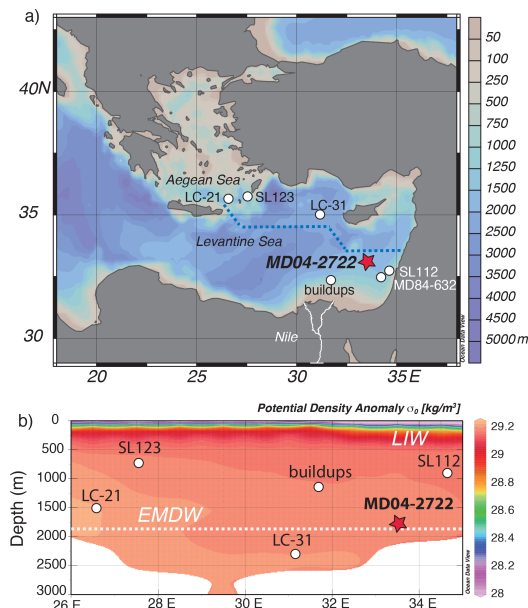 a)
40N
35
30
20
25
30
35E
Aegean Sea
LC-21
SL123
LC-31
Levantine Sea
MD04-2722
SL112
MD84-632
buildups
Nile
Ocean Data View
50
100
250
500
750
1000
1500
2000
2500
3000
3500
4000
4500
5000m
b)
Potential Density Anomaly σ₀ [kg/m³]
Depth (m)
0
500
1000
1500
2000
2500
3000
LIW
SL123
buildups
SL112
LC-21
MD04-2722
EMDW
LC-31
Ocean Data View
26 E
28 E
30 E
32 E
34 E
29.2
29
28.8
28.6
28.4
28.2
28